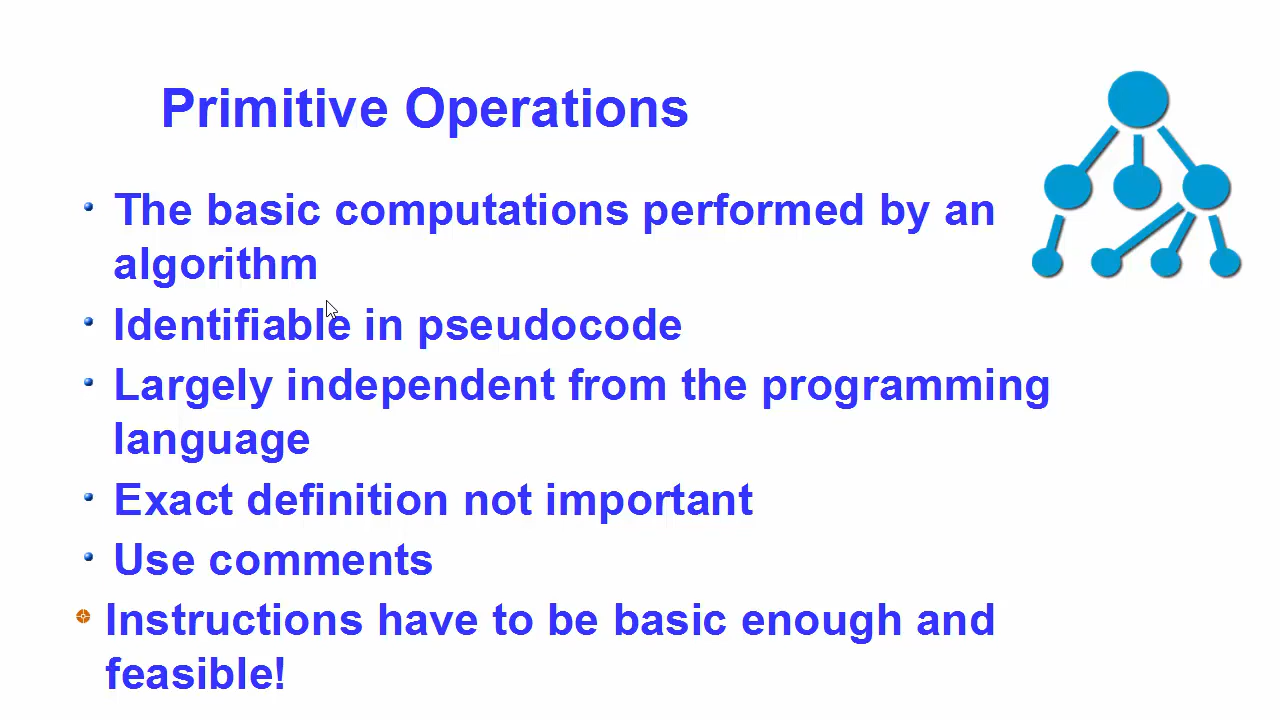 Primitive Operations
The basic computations performed by an
algorithm
Identifiable in pseudocode
Largely independent from the programming
language
Exact definition not important
Use comments
Instructions have to be basic enough and
feasible!